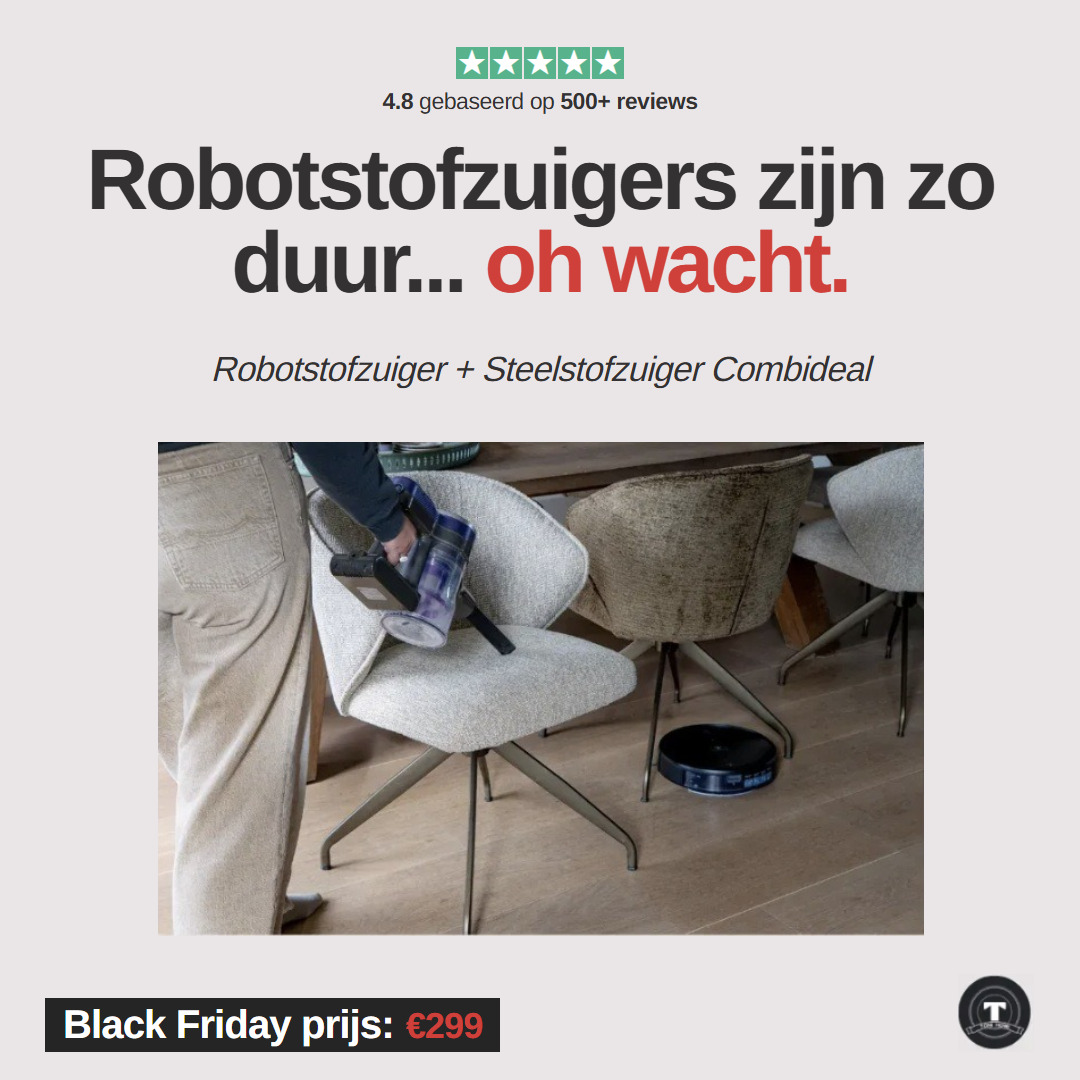 4.8 gebaseerd op 500+ reviews
Robotstofzuigers zijn zo
duur... oh wacht.
Robotstofzuiger + Steelstofzuiger Combideal
Black Friday prijs: €299
T